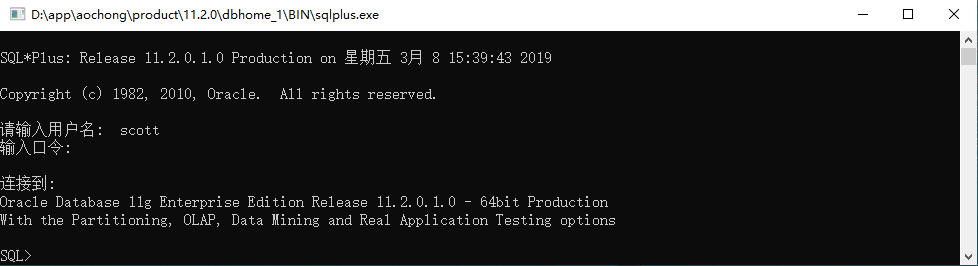 D:\app\aochong\product\11.2.0\dbhome_1\BIN\sqlplus.exe
SQL*Plus: Release 11.2.0.1.0 Production on 星期五 3月 8 15:39:43 2019
Copyright (c) 1982, 2010, Oracle.  All rights reserved.
请输入用户名:  scott
输入口令:
连接到:
Oracle Database 11g Enterprise Edition Release 11.2.0.1.0 - 64bit Production
With the Partitioning, OLAP, Data Mining and Real Application Testing options
SQL>